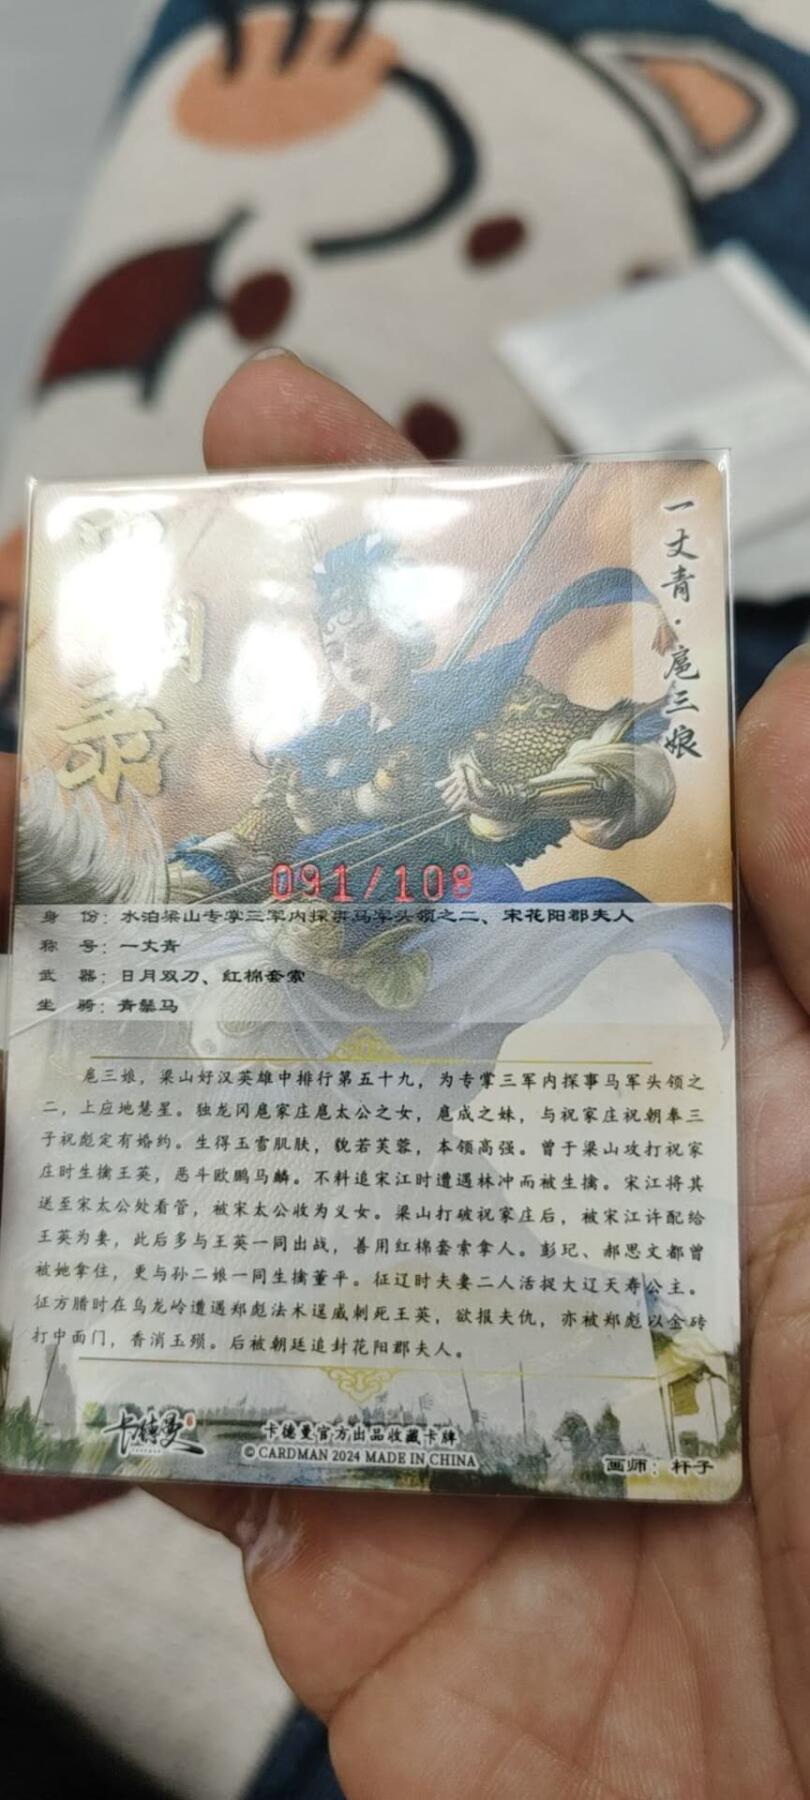 一丈青·扈三娘
录
091/108
身 份：水泊梁山专掌三军内探事马军头领之二、宋花阳郡夫人
称 号：一丈青
武 器：日月双刀、红棉套索
坐 骑：青鬃马
扈三娘，梁山好汉英雄中排行第五十九，为专掌三军内探事马军头领之
二，上应地慧星。独龙冈扈家庄扈太公之女，扈成之妹，与祝家庄祝朝奉三
子祝彪定有婚约。生得玉雪肌肤，貌若芙蓉，本领高强。曾于梁山攻打祝家
庄时生擒王英，恶斗欧鹏马麟。不料追宋江时遭遇林冲而被生擒。宋江将其
送至宋太公处看管，被宋太公收为义女。梁山打破祝家庄后，被宋江许配给
王英为妻，此后多与王英一同出战，善用红棉套索拿人。彭玘、郝思文都曾
被她拿住，更与孙二娘一同生擒董平。征辽时夫妻二人活捉大辽天寿公主。
征方腊时在乌龙岭遭遇郑彪法术逞威刺死王英，欲报夫仇，亦被郑彪以金砖
打中面门，香消玉殒。后被朝廷追封花阳郡夫人。
卡德曼
卡德曼官方出品收藏卡牌
© CARDMAN 2024 MADE IN CHINA
画师：杆子